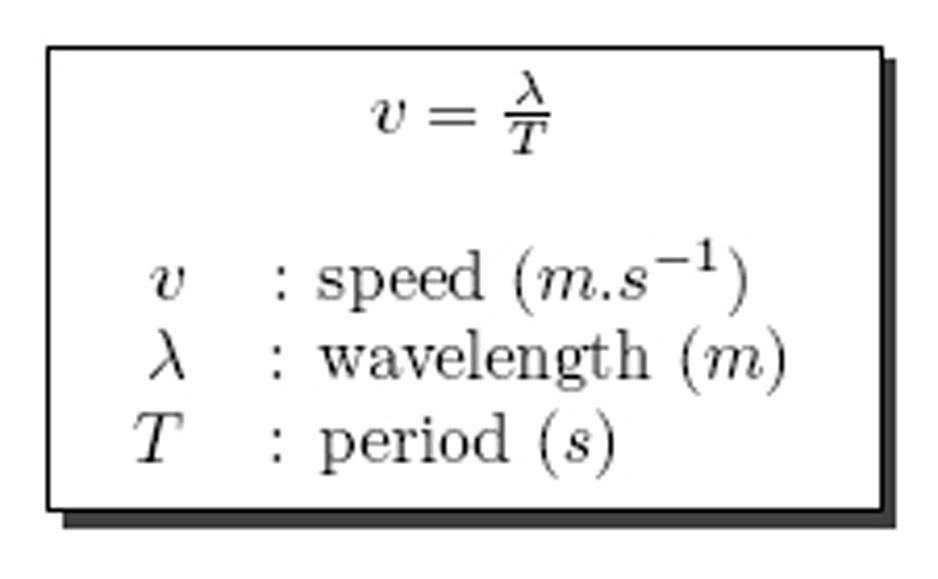 v = λ/T
v : speed (m.s⁻¹)
λ : wavelength (m)
T : period (s)